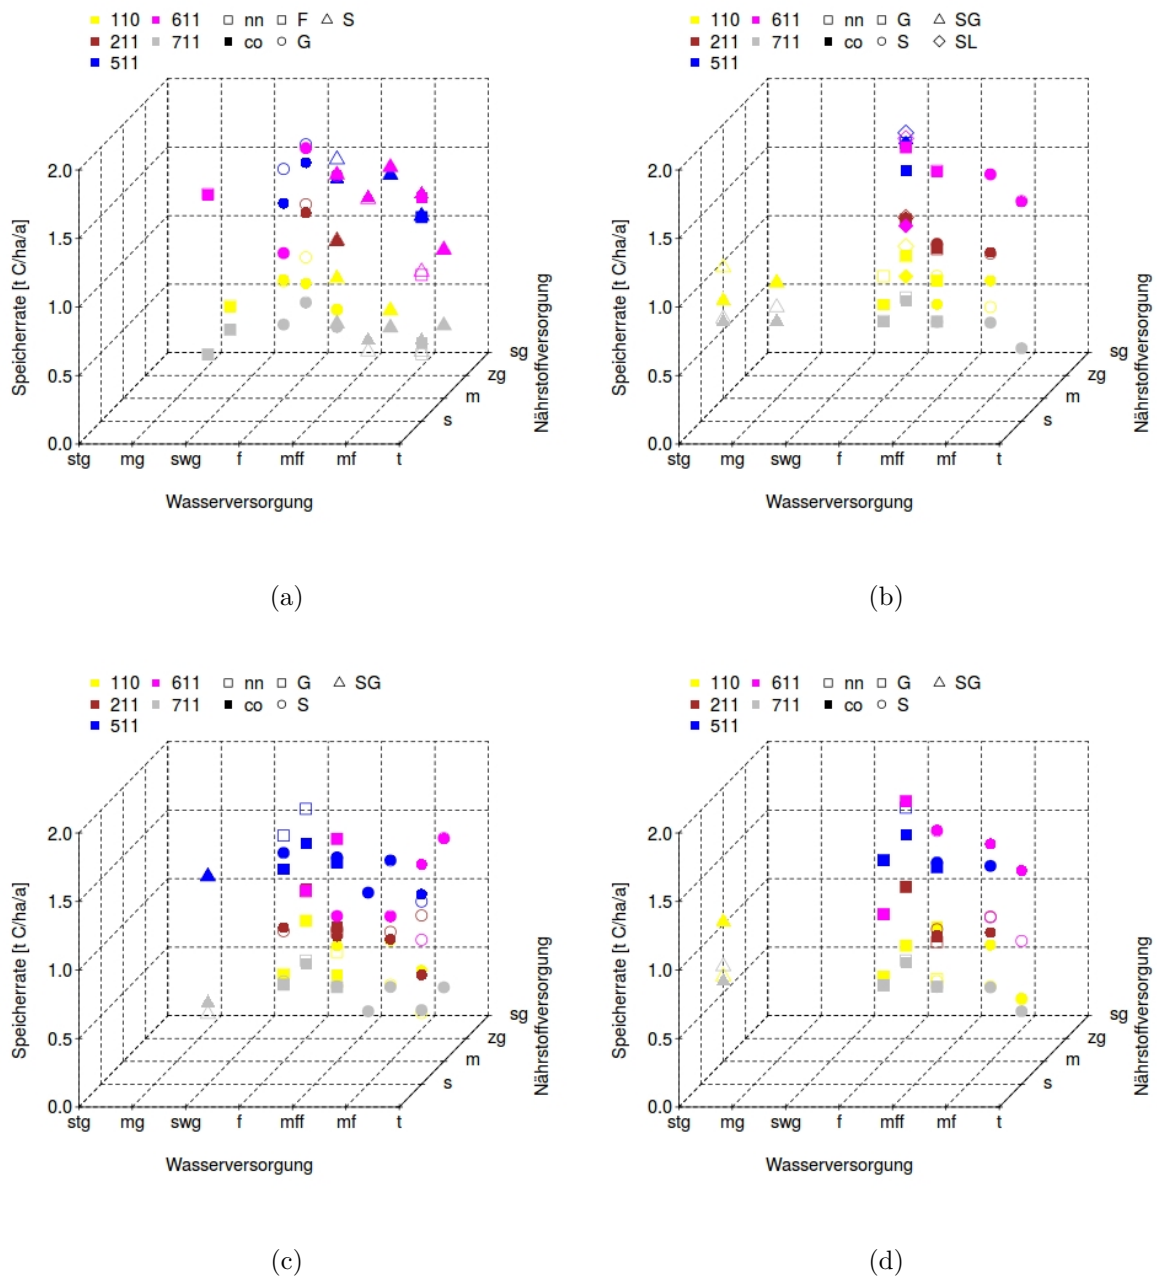 110 611 nn F S
211 711 co G
511
2.0
1.5
1.0
0.5
0.0
Speicherrate [t C/ha/a]
stg mg swg f mff mf t
Wasserversorgung
s
m
zg
sg
Nährstoffversorgung
(a)
110 611 nn G SG
211 711 co S SL
511
2.0
1.5
1.0
0.5
0.0
Speicherrate [t C/ha/a]
stg mg swg f mff mf t
Wasserversorgung
s
m
zg
sg
Nährstoffversorgung
(b)
110 611 nn G SG
211 711 co S
511
2.0
1.5
1.0
0.5
0.0
Speicherrate [t C/ha/a]
stg mg swg f mff mf t
Wasserversorgung
s
m
zg
sg
Nährstoffversorgung
(c)
110 611 nn G SG
211 711 co S
511
2.0
1.5
1.0
0.5
0.0
Speicherrate [t C/ha/a]
stg mg swg f mff mf t
Wasserversorgung
s
m
zg
sg
Nährstoffversorgung
(d)